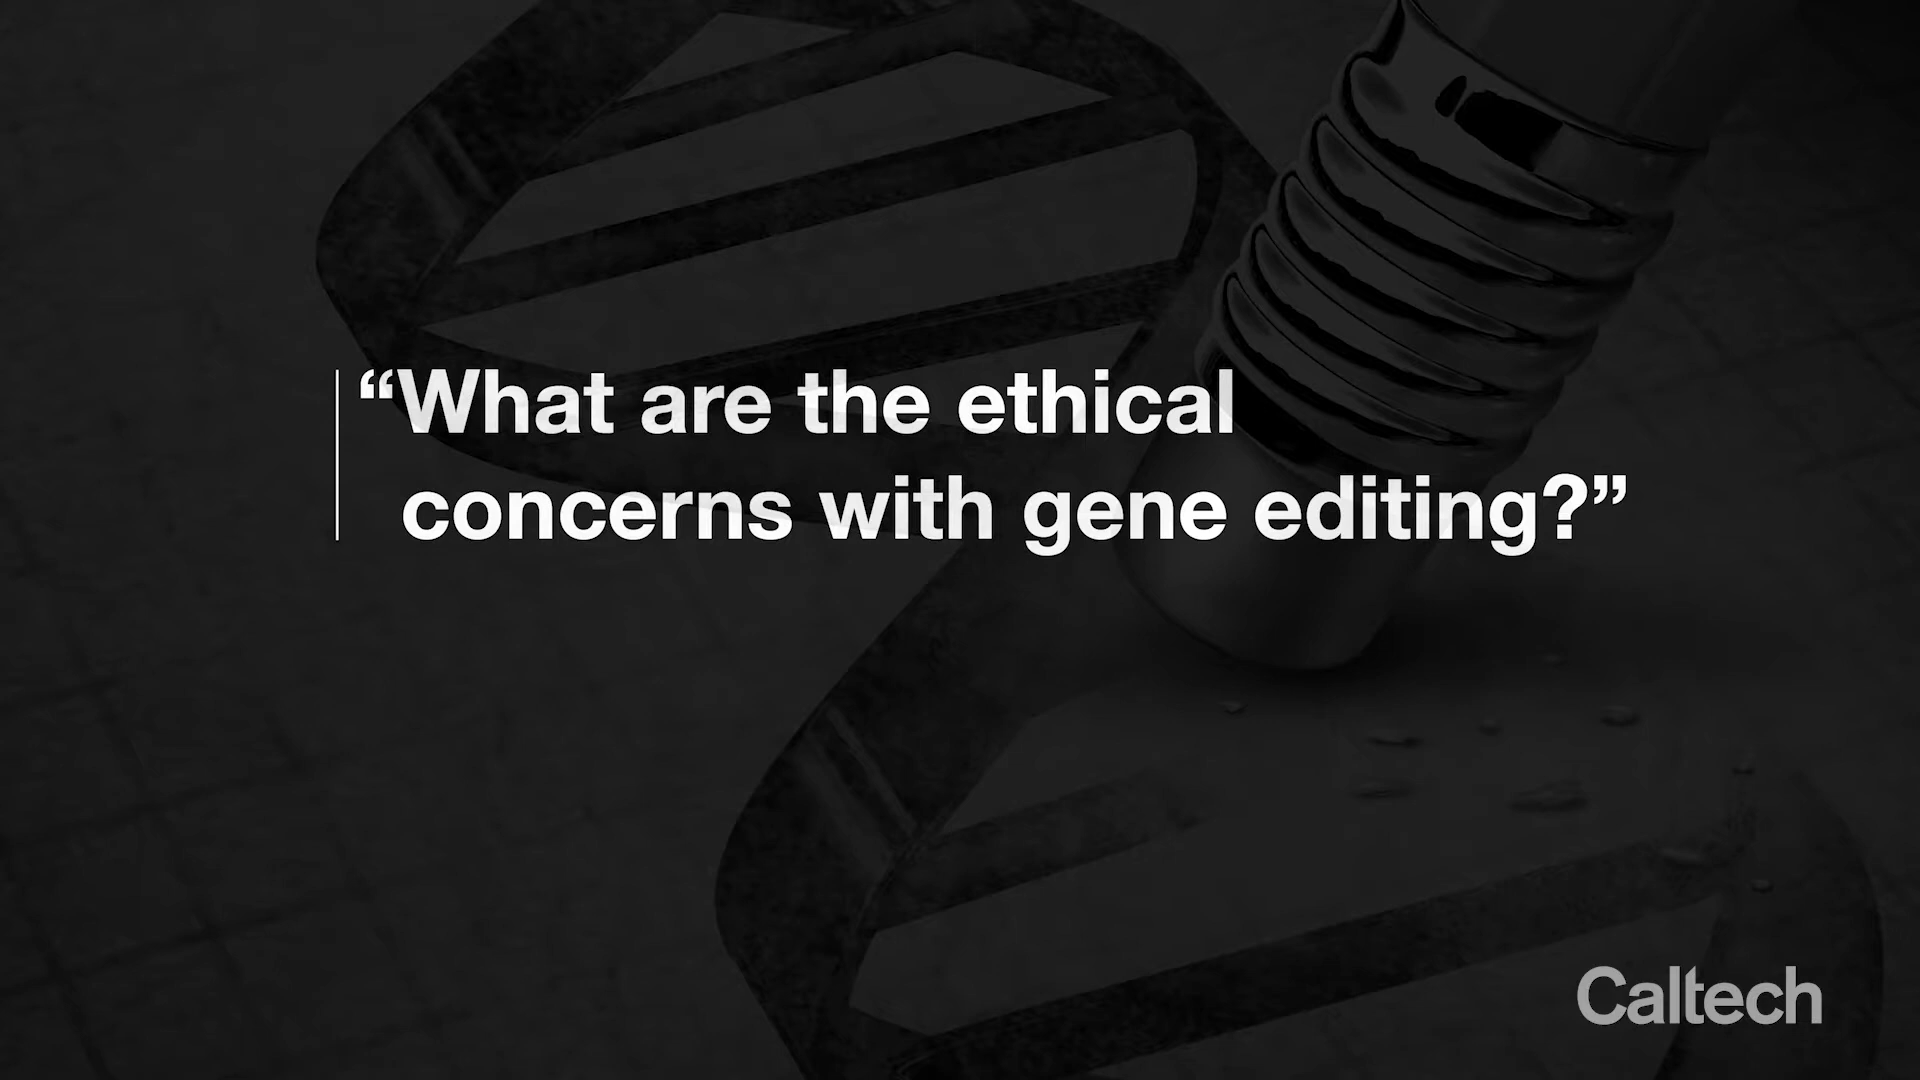 “What are the ethical
concerns with gene editing?”
Caltech